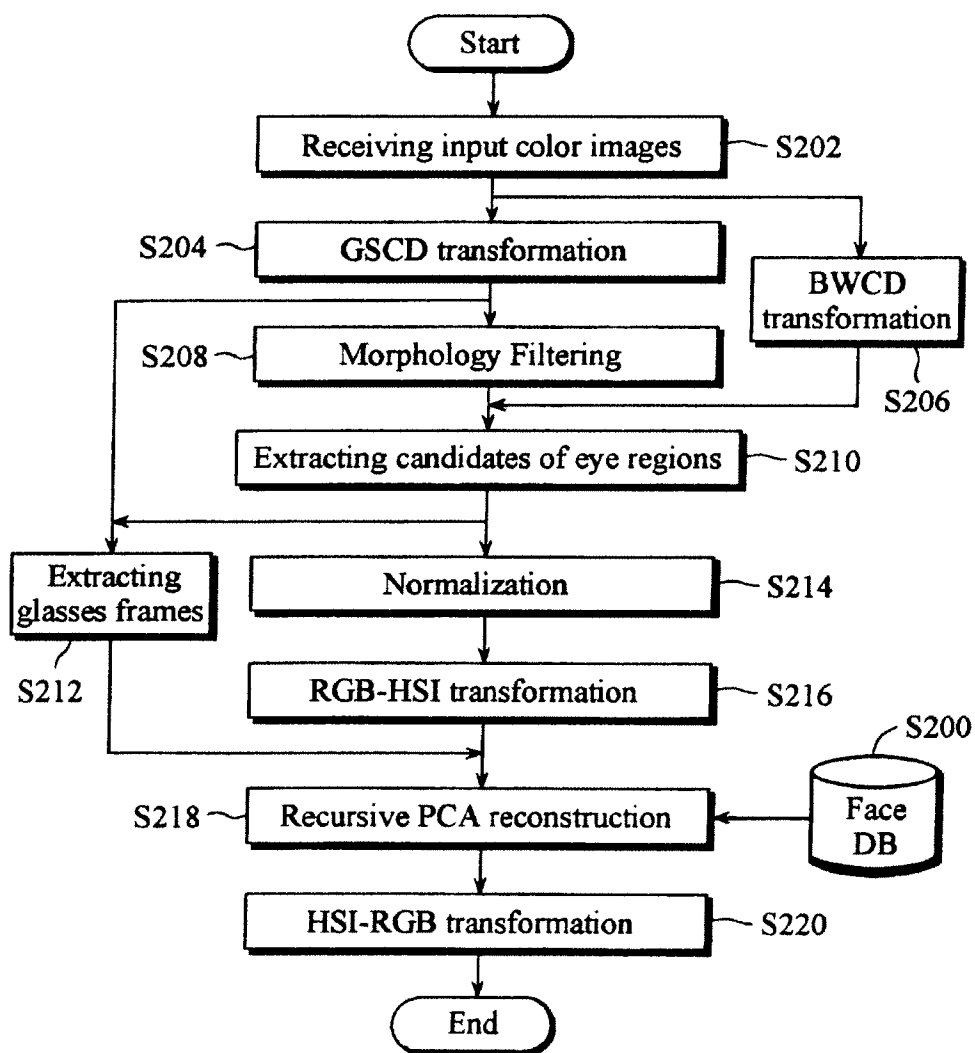 Start
Receiving input color images
S202
S204
GSCD transformation
BWCD
transformation
S206
S208
Morphology Filtering
Extracting candidates of eye regions
S210
Extracting
glasses frames
S212
Normalization
S214
RGB-HSI transformation
S216
S200
Face
DB
S218
Recursive PCA reconstruction
HSI-RGB transformation
S220
End